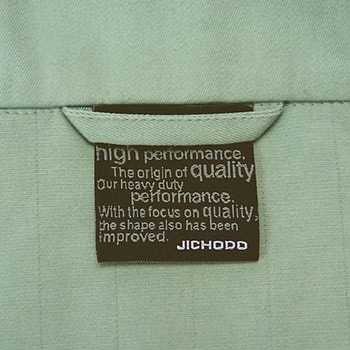 high performance.
The origin of quality
Our heavy duty
performance.
With the focus on quality,
the shape also has been
improved. JICHODO